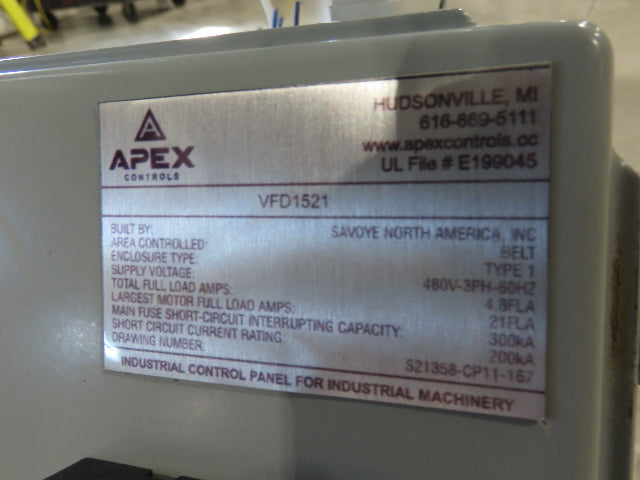 HUDSONVILLE, MI
616-669-5111
www.apexcontrols.cc
UL File # E199045
APEX
CONTROLS
VFD1521
BUILT BY: SAVOYE NORTH AMERICA, INC
AREA CONTROLLED: BELT
ENCLOSURE TYPE: TYPE 1
SUPPLY VOLTAGE: 480V-3PH-60HZ
TOTAL FULL LOAD AMPS: 4.8FLA
LARGEST MOTOR FULL LOAD AMPS: 21FLA
MAIN FUSE SHORT-CIRCUIT INTERRUPTING CAPACITY: 300kA
SHORT CIRCUIT CURRENT RATING: 200kA
DRAWING NUMBER: S21358-CP11-167
INDUSTRIAL CONTROL PANEL FOR INDUSTRIAL MACHINERY